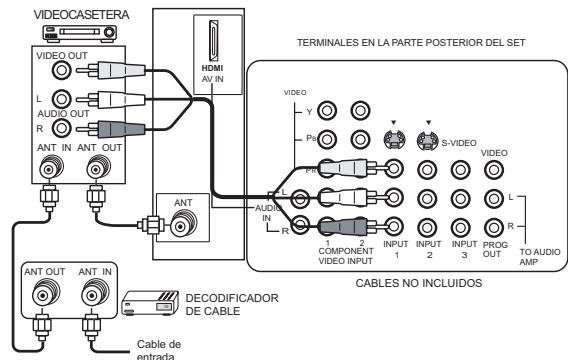 VIDEOCASETERA
VIDEO OUT
L
AUDIO OUT
R
ANT IN ANT OUT
HDMI
AV IN
ANT
TERMINALES EN LA PARTE POSTERIOR DEL SET
VIDEO
Y
PB
PR
S-VIDEO
VIDEO
L
AUDIO
IN
R
L
R
1 2
COMPONENT
VIDEO INPUT
INPUT
1
INPUT
2
INPUT
3
PROG
OUT
TO AUDIO
AMP
CABLES NO INCLUIDOS
ANT OUT ANT IN
DECODIFICADOR
DE CABLE
Cable de
entrada